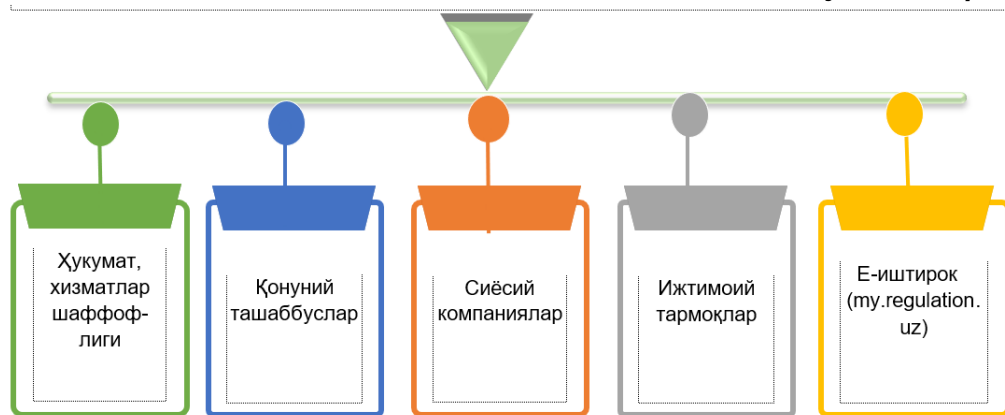 Ҳукумат,
хизматлар
шаффоф-
лиги
Қонуний
ташаббуслар
Сиёсий
компаниялар
Ижтимоий
тармоқлар
Е-иштирок
(my.regulation.
uz)